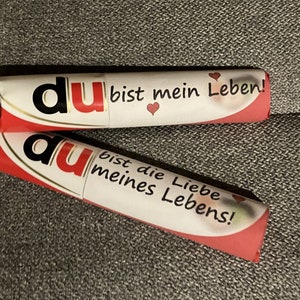 du bist mein Leben!
du bist die Liebe
meines Lebens!